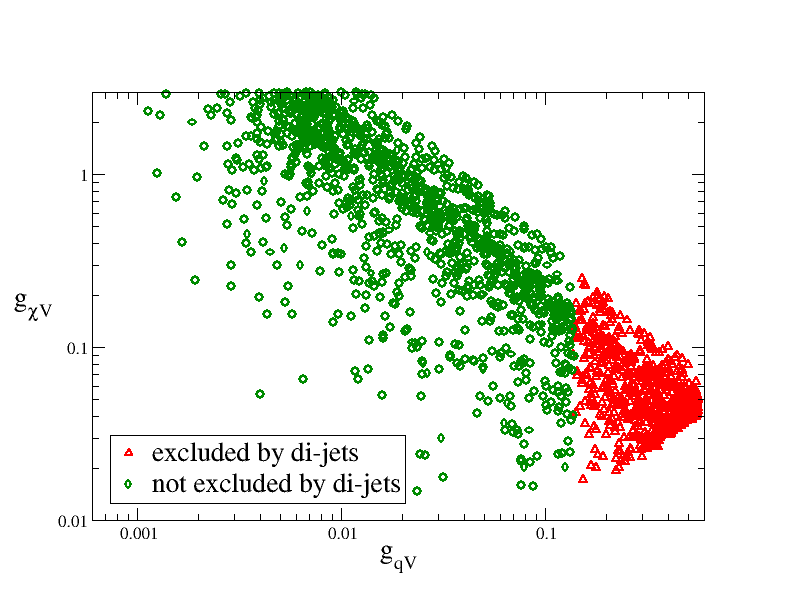 1
g_χV
0.1
excluded by di-jets
not excluded by di-jets
0.01
0.001 0.01 0.1
g_qV